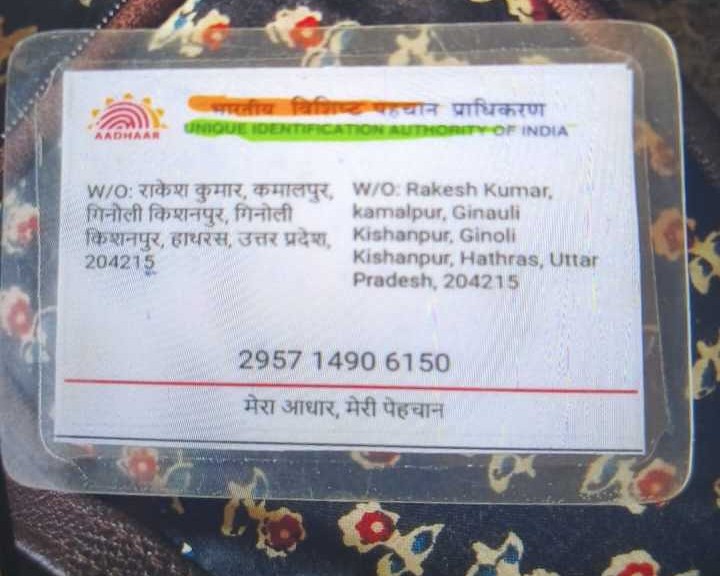 AADHAAR
भारतीय विशिष्ट पहचान प्राधिकरण
UNIQUE IDENTIFICATION AUTHORITY OF INDIA
W/O: राकेश कुमार, कमालपुर,
गिनोली किशनपुर, गिनोली
किशनपुर, हाथरस, उत्तर प्रदेश,
204215
W/O: Rakesh Kumar,
kamalpur, Ginauli
Kishanpur, Ginoli
Kishanpur, Hathras, Uttar
Pradesh, 204215
2957 1490 6150
मेरा आधार, मेरी पेहचान